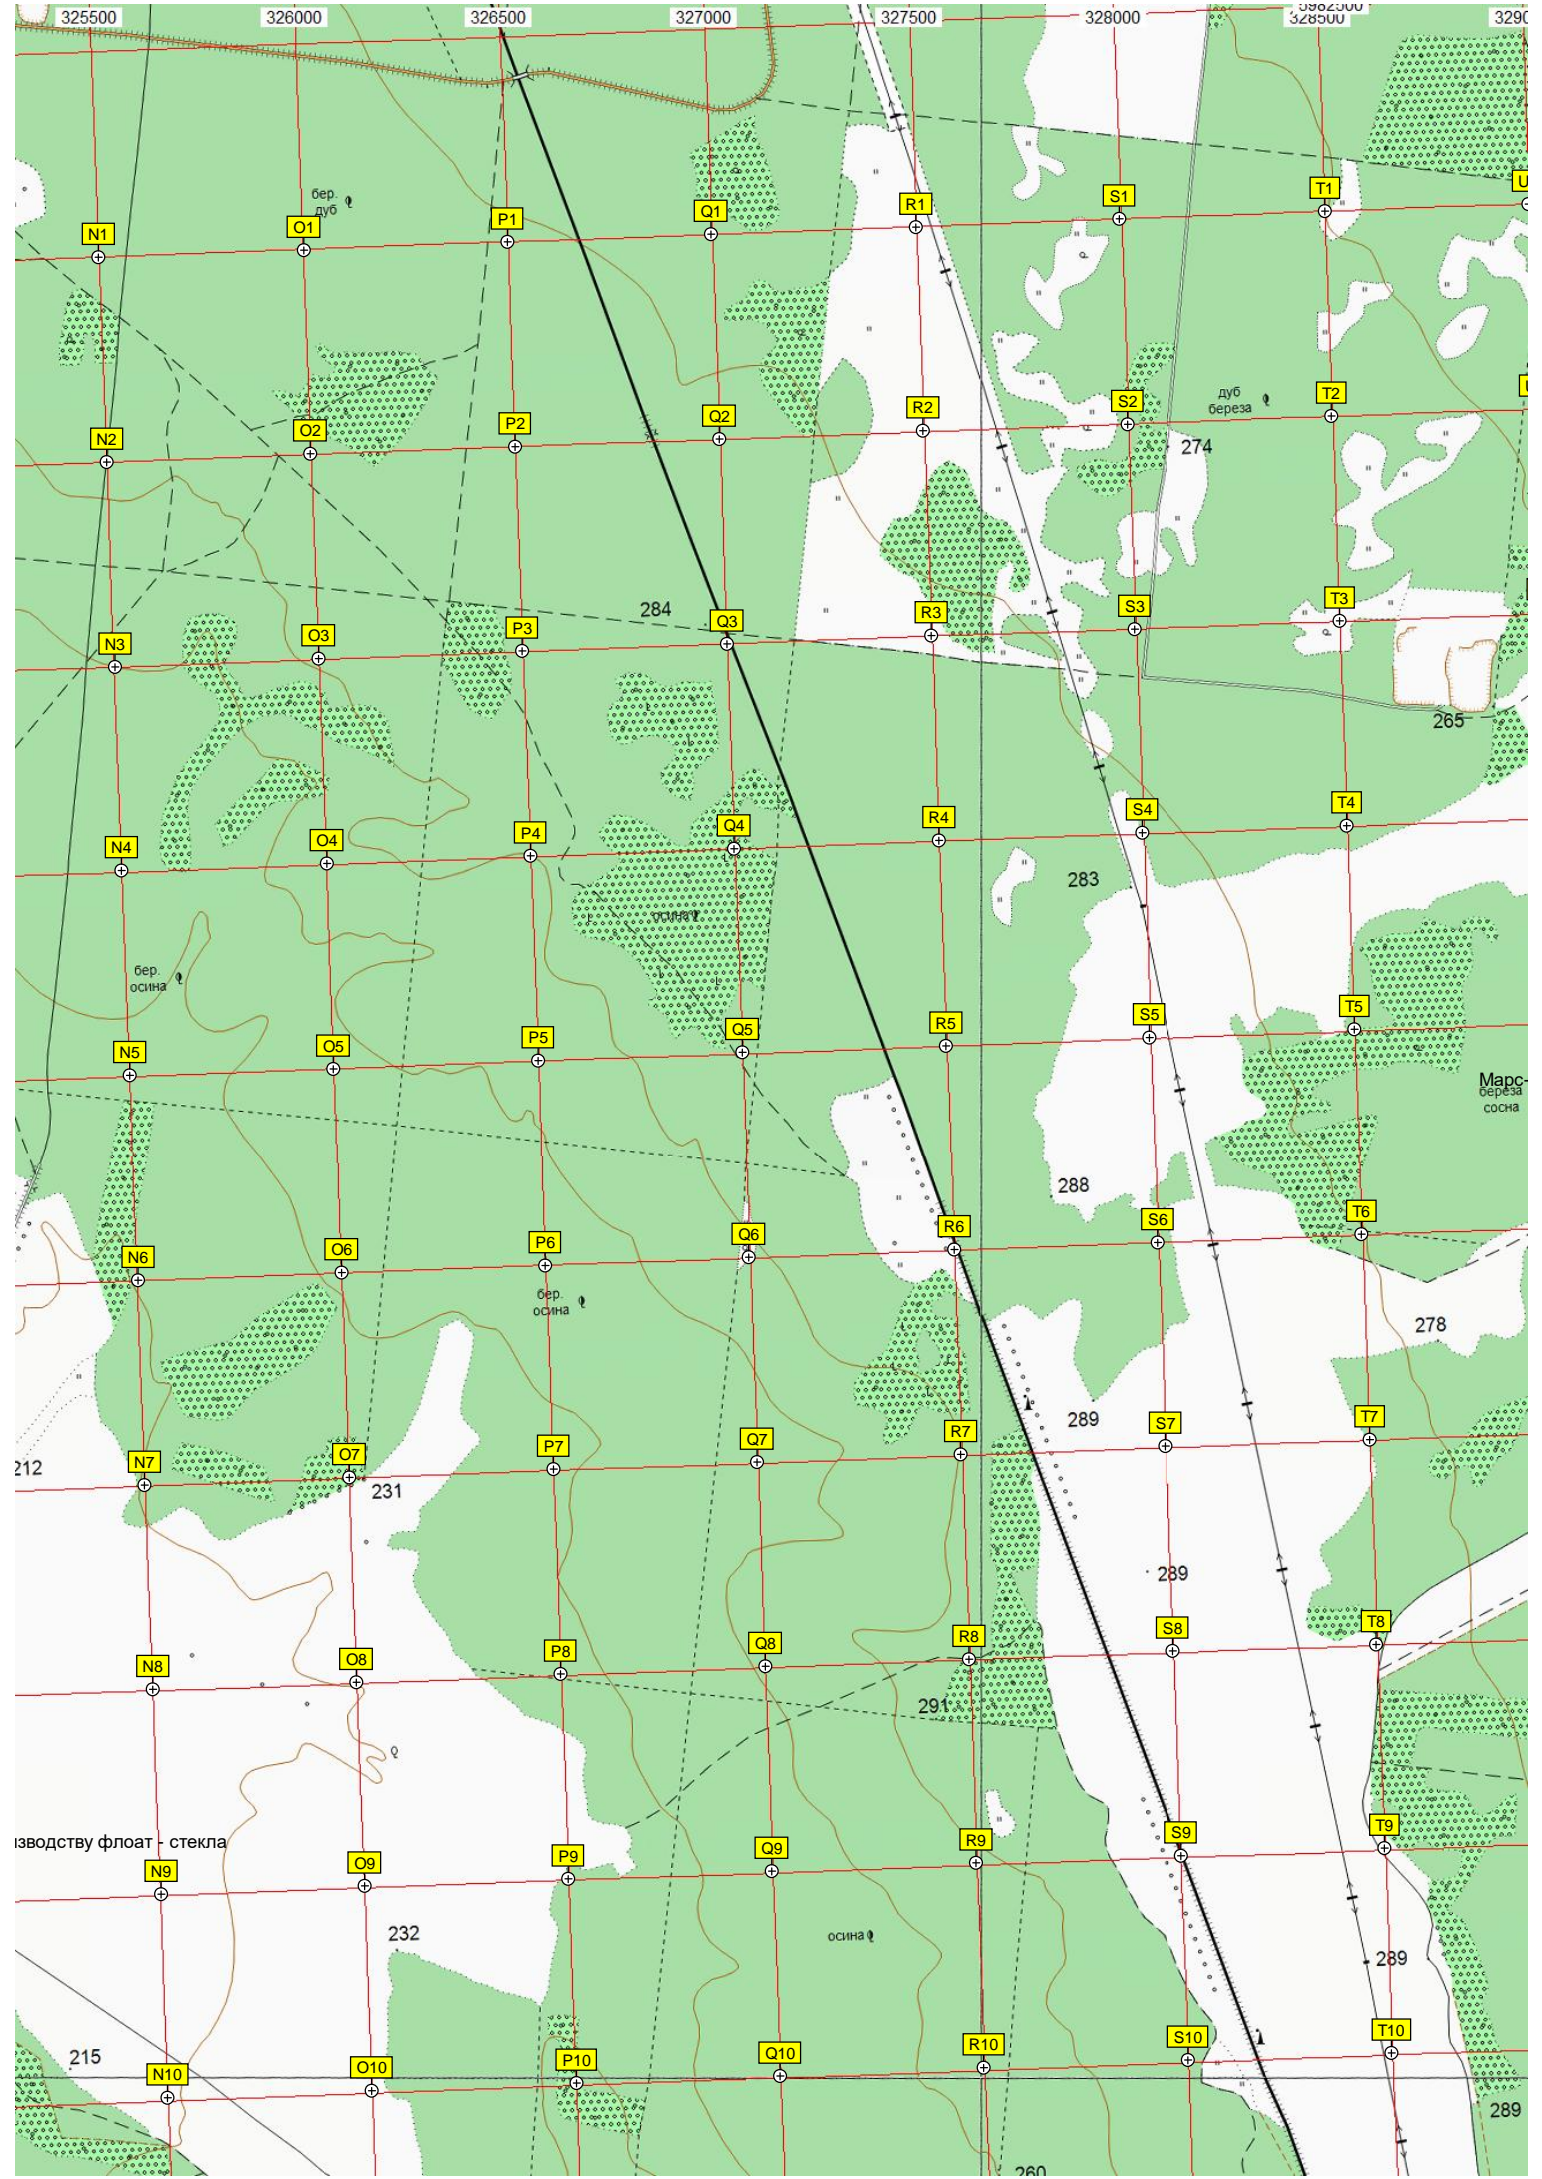 5982500
325500 326000 326500 327000 327500 328000 328500 3290
бер.
дуб
N1 O1 P1 Q1 R1 S1 T1 U
дуб
береза
N2 O2 P2 Q2 R2 S2 T2
274
284
N3 O3 P3 Q3 R3 S3 T3
265
N4 O4 P4 Q4 R4 S4 T4
283
осина
бер.
осина
N5 O5 P5 Q5 R5 S5 T5
Марс-
береза
сосна
288
N6 O6 P6 Q6 R6 S6 T6
бер.
осина
278
289
N7 O7 P7 Q7 R7 S7 T7
212
231
289
N8 O8 P8 Q8 R8 S8 T8
291
изводству флоат - стекла
N9 O9 P9 Q9 R9 S9 T9
232
осина
289
215
N10 O10 P10 Q10 R10 S10 T10
289
260